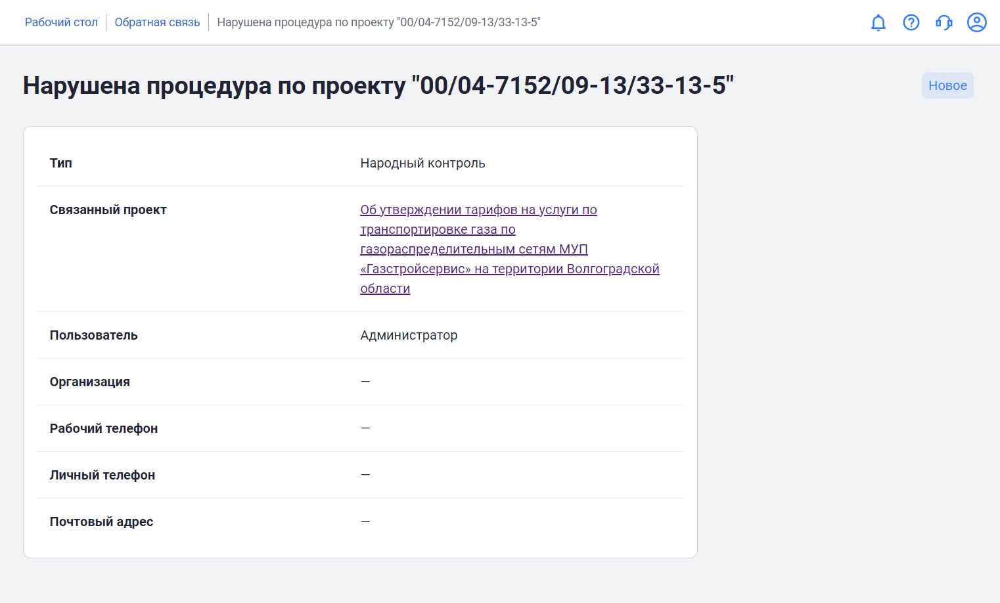 Рабочий стол
Обратная связь
Нарушена процедура по проекту "00/04-7152/09-13/33-13-5"
Нарушена процедура по проекту "00/04-7152/09-13/33-13-5"
Новое
Тип
Народный контроль
Связанный проект
Об утверждении тарифов на услуги по
транспортировке газа по
газораспределительным сетям МУП
«Газстройсервис» на территории Волгоградской
области
Пользователь
Администратор
Организация
—
Рабочий телефон
—
Личный телефон
—
Почтовый адрес
—